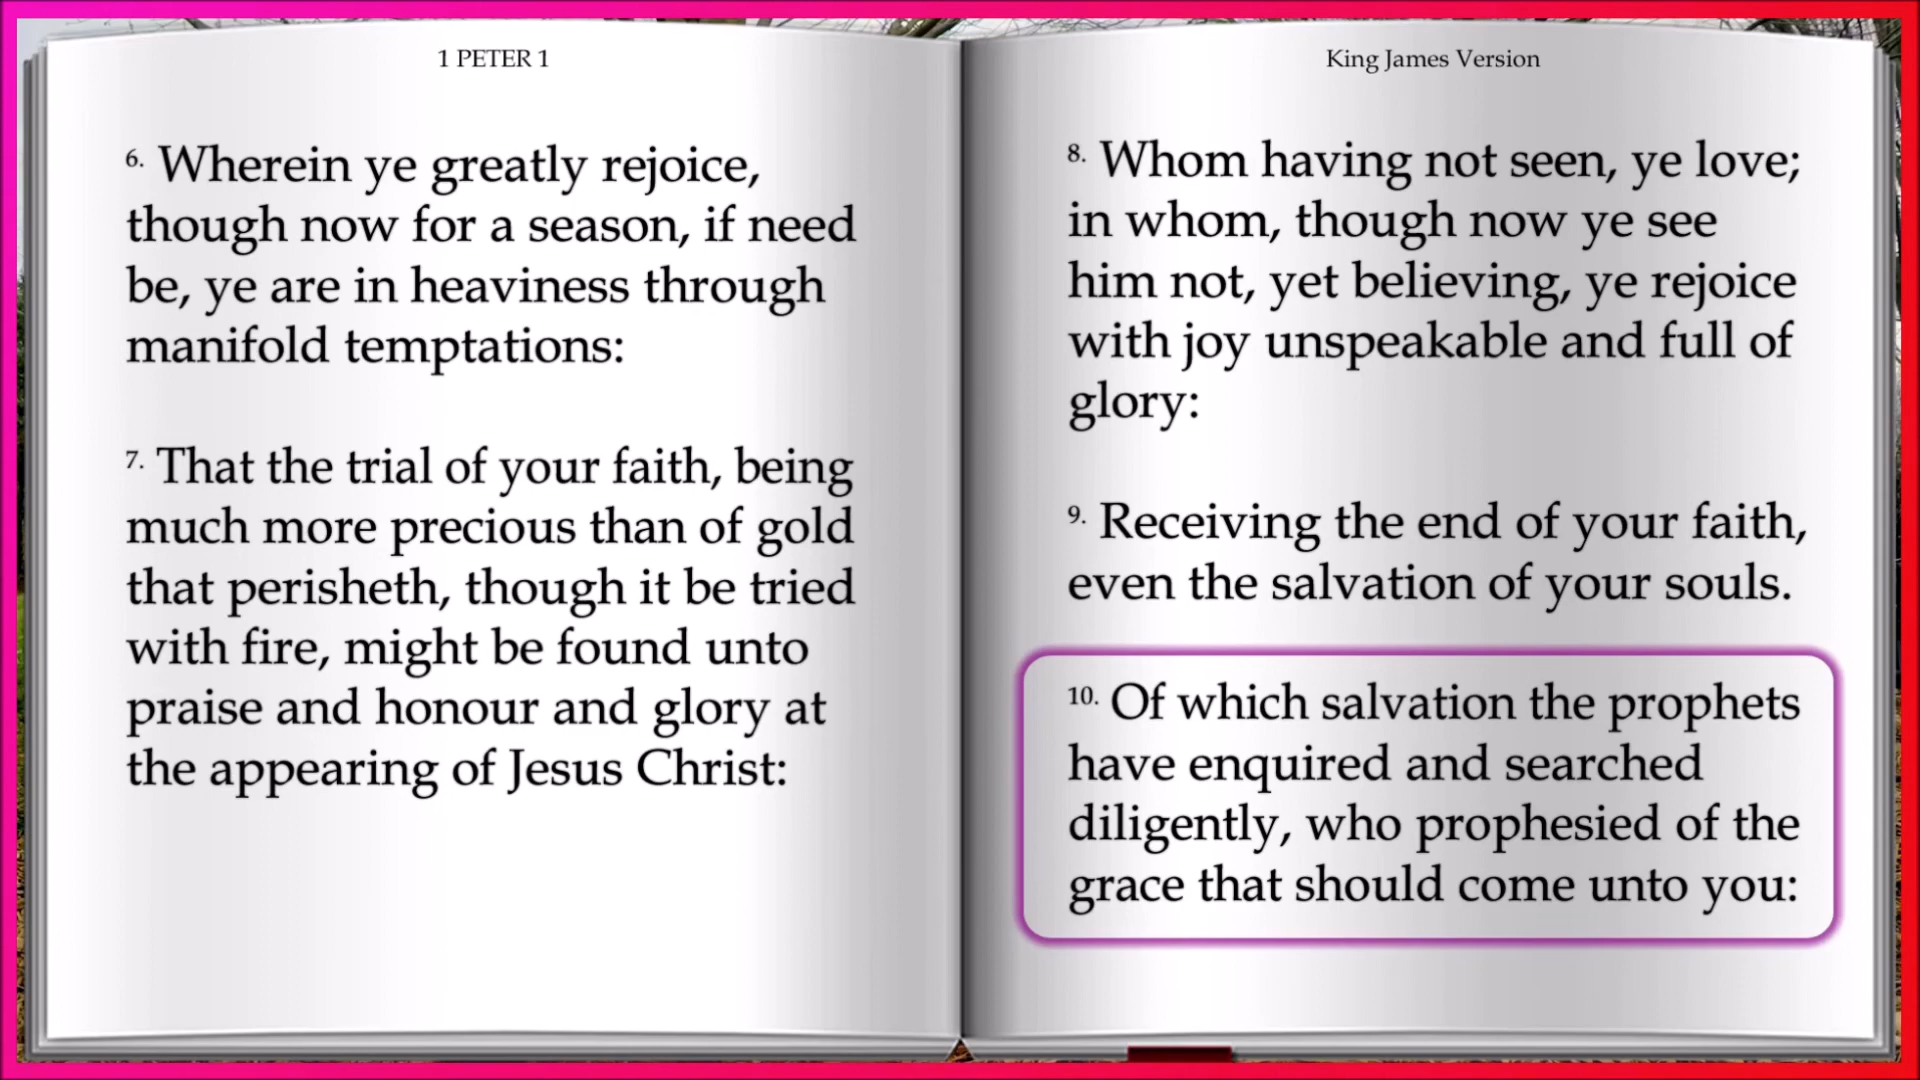 1 PETER 1
6. Wherein ye greatly rejoice,
though now for a season, if need
be, ye are in heaviness through
manifold temptations:
7. That the trial of your faith, being
much more precious than of gold
that perisheth, though it be tried
with fire, might be found unto
praise and honour and glory at
the appearing of Jesus Christ:
King James Version
8. Whom having not seen, ye love;
in whom, though now ye see
him not, yet believing, ye rejoice
with joy unspeakable and full of
glory:
9. Receiving the end of your faith,
even the salvation of your souls.
10. Of which salvation the prophets
have enquired and searched
diligently, who prophesied of the
grace that should come unto you: